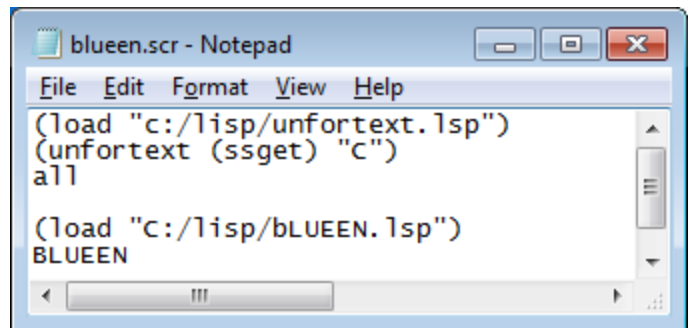 blueen.scr - Notepad
File Edit Format View Help
(load "c:/lisp/unfortext.lsp")
(unfortext (ssget) "C")
all
(load "C:/lisp/bLUEEN.lsp")
BLUEEN